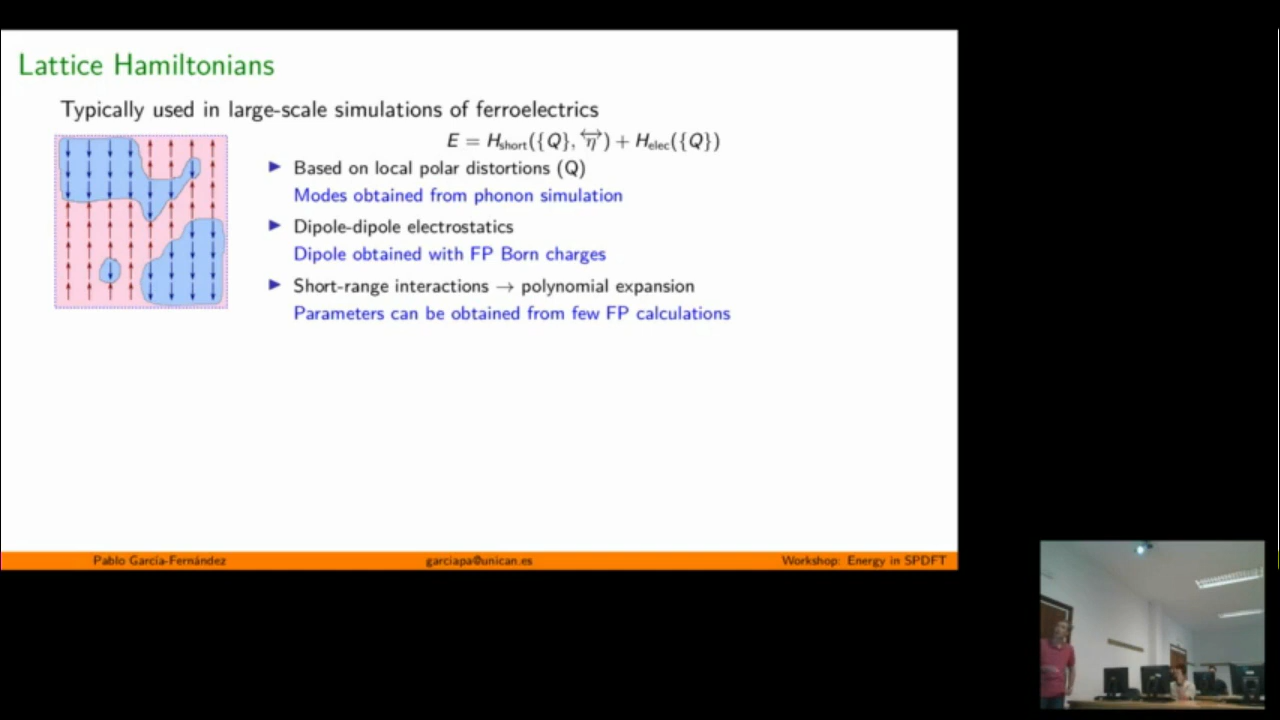 Lattice Hamiltonians
Typically used in large-scale simulations of ferroelectrics
E = H_short({Q}, η⃡) + H_elec({Q})
▶ Based on local polar distortions (Q)
Modes obtained from phonon simulation
▶ Dipole-dipole electrostatics
Dipole obtained with FP Born charges
▶ Short-range interactions → polynomial expansion
Parameters can be obtained from few FP calculations
Pablo García-Fernández garciapa@unican.es Workshop: Energy in SPDFT